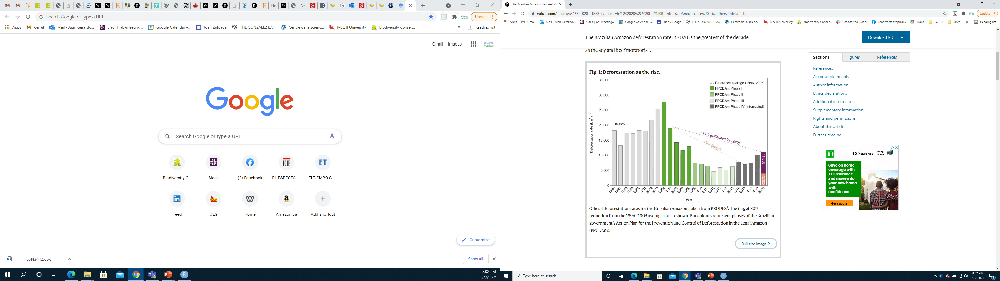 Search Google or type a URL
Update
Apps
Gmail
Mail - Juan Gerardo...
Slack | lab-meeting...
Google Calendar -...
Juan Zuloaga
THE GONZALEZ LA...
Centre de la scienc...
McGill University
Biodiversity Conser...
»
Reading list
Gmail
Images
Google
Search Google or type a URL
Biodiversity C...
Slack
(2) Facebook
EL ESPECTA...
ELTIEMPO.C...
Feed
OLG
Home
Amazon.ca
Add shortcut
Customize
col43442.doc
Show all
8:02 PM
5/2/2021
The Brazilian Amazon deforestat
nature.com/articles/s41559-020-01368-x#:~:text=In%202020%2C%20the%20Brazilian%20Amazon,rate%20in%20the%20decade1.
Update
Apps
Gmail
Mail - Juan Gerardo...
Slack | lab-meeting...
Google Calendar -...
Juan Zuloaga
THE GONZALEZ LA...
Centre de la scienc...
McGill University
Biodiversity Conser...
Get Started | Slack
Ecodiversa tropical...
Maps
LC_LU
KBAs
»
Reading list
The Brazilian Amazon deforestation rate in 2020 is the greatest of the decade
Download PDF
as the soy and beef moratoria4.
Fig. 1: Deforestation on the rise.
35,000
30,000
25,000
20,000
15,000
10,000
5,000
0
Deforestation rate (km2 yr−1)
19,625
Reference average (1996–2005)
PPCDAm Phase I
PPCDAm Phase II
PPCDAm Phase III
PPCDAm Phase IV (interrupted)
−44% (estimated for 2020)
−80% (target)
11,088
3,925
1996 1997 1998 1999 2000 2001 2002 2003 2004 2005 2006 2007 2008 2009 2010 2011 2012 2013 2014 2015 2016 2017 2018 2019 2020
Year
Official deforestation rates for the Brazilian Amazon, taken from PRODES1. The target 80%
reduction from the 1996–2005 average is also shown. Bar colours represent phases of the Brazilian
government's Action Plan for the Prevention and Control of Deforestation in the Legal Amazon
(PPCDAm).
Full size image
Sections
Figures
References
References
Acknowledgements
Author information
Ethics declarations
Additional information
Supplementary information
Rights and permissions
About this article
Further reading
TD
TD Insurance
Ready
for you
Save on home
coverage with
TD Insurance
and move into
your new home
with
confidence.
Get a quote
Type here to search
8:02 PM
5/2/2021